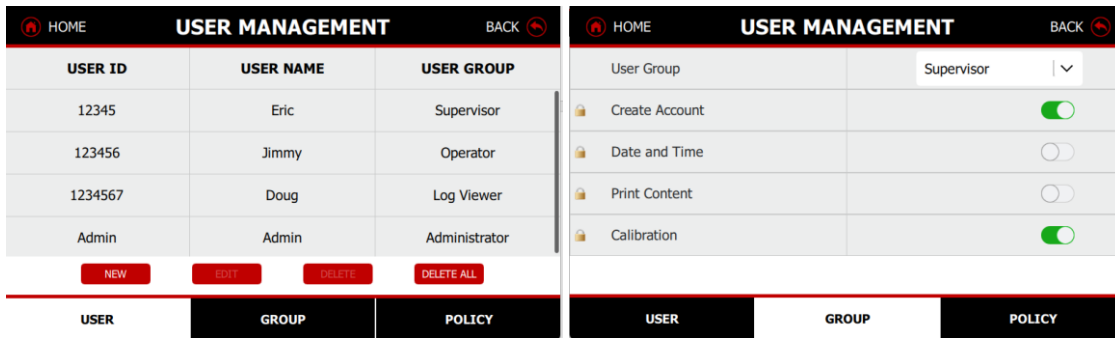 HOME USER MANAGEMENT BACK
USER ID USER NAME USER GROUP
12345 Eric Supervisor
123456 Jimmy Operator
1234567 Doug Log Viewer
Admin Admin Administrator
NEW EDIT DELETE DELETE ALL
USER GROUP POLICY
HOME USER MANAGEMENT BACK
User Group Supervisor
Create Account
Date and Time
Print Content
Calibration
USER GROUP POLICY